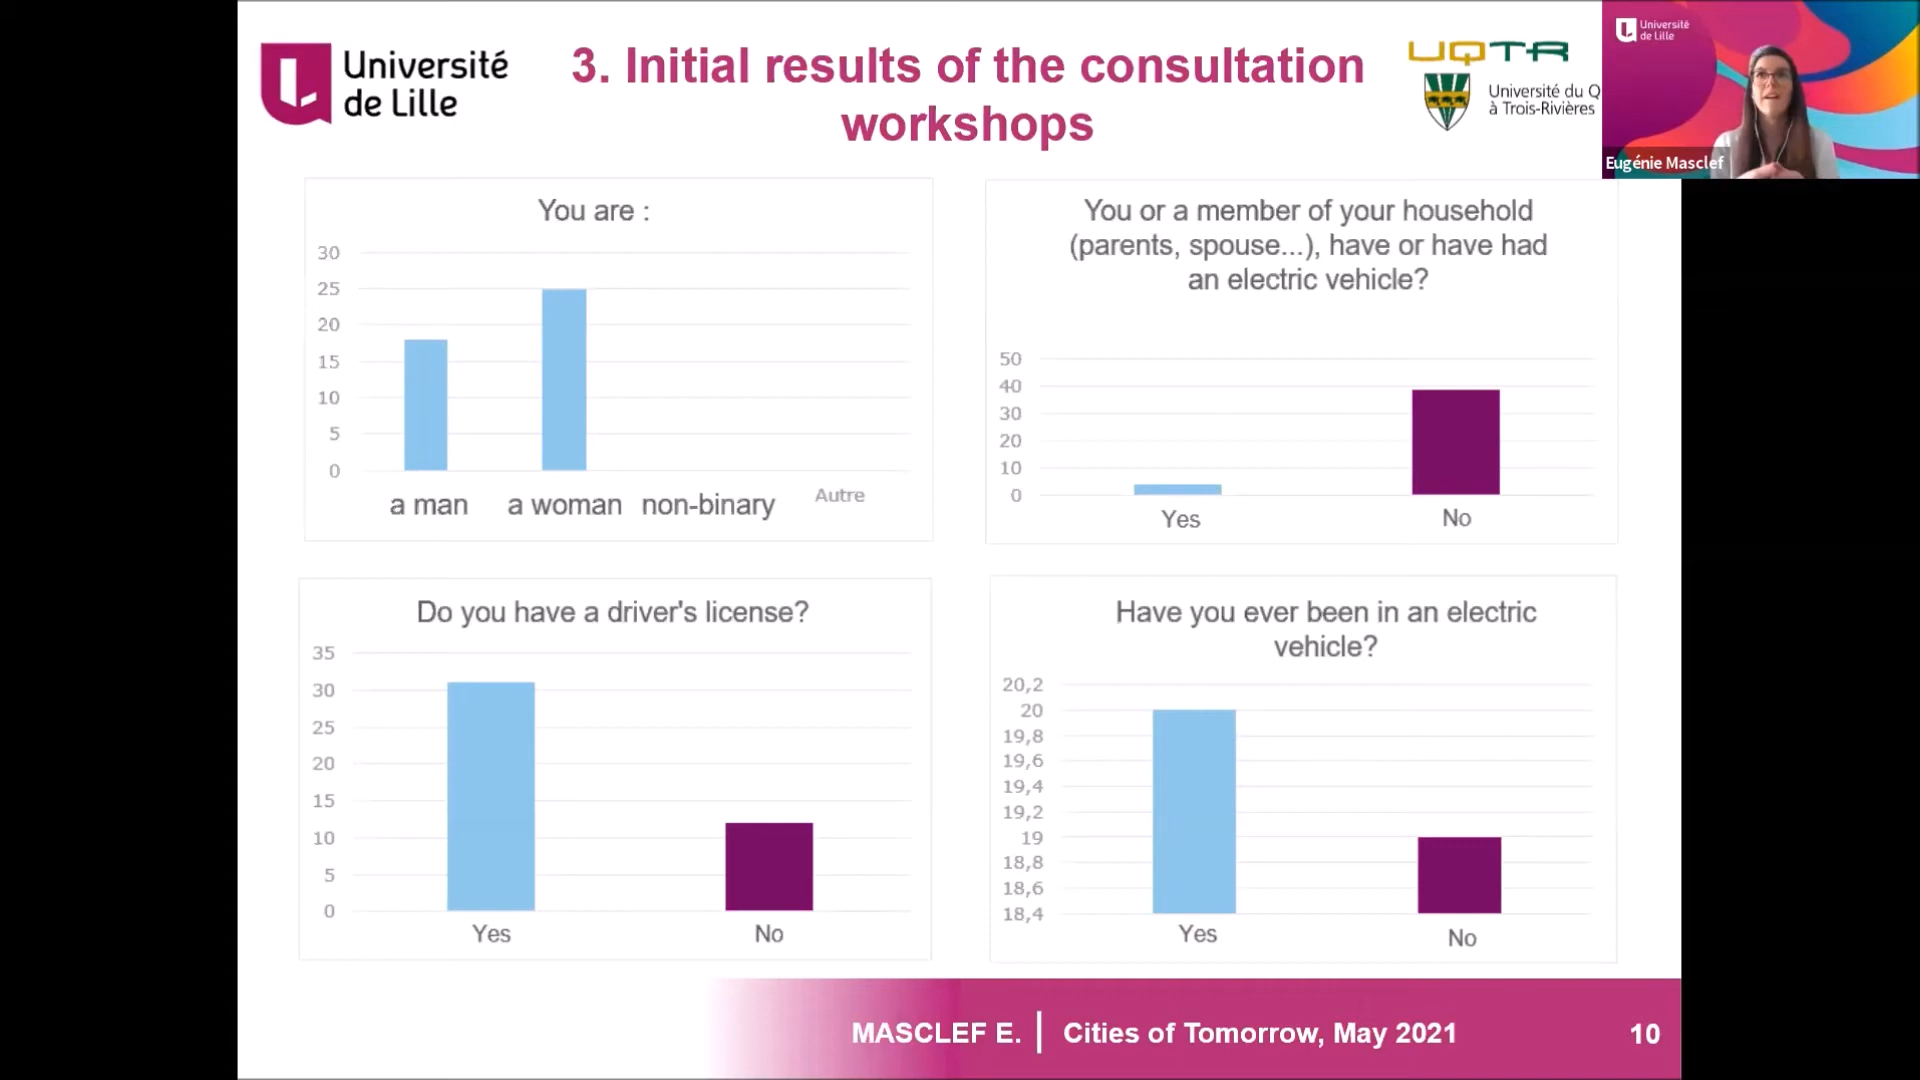 Université
de Lille
3. Initial results of the consultation
workshops
UQTR
Université du Q
à Trois-Rivières
Université
de Lille
Eugénie Masclef
You are :
30
25
20
15
10
5
0
a man
a woman
non-binary
Autre
You or a member of your household
(parents, spouse...), have or have had
an electric vehicle?
50
40
30
20
10
0
Yes
No
Do you have a driver's license?
35
30
25
20
15
10
5
0
Yes
No
Have you ever been in an electric
vehicle?
20,2
20
19,8
19,6
19,4
19,2
19
18,8
18,6
18,4
Yes
No
MASCLEF E.
Cities of Tomorrow, May 2021
10